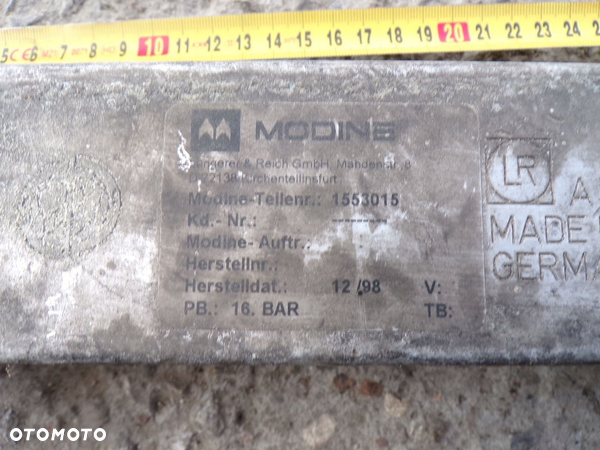 5 C € 6 7 8 9 10 11 12 13 14 15 16 17 18 19 20 21 22 23 24
MODINE
& Reich GmbH,
Modine-Teilenr.: 1553015
Kd.- Nr.: --------
Modine- Auftr.: :
Herstellnr.:
Herstelldat.: 12/98 V:
PB.: 16. BAR TB:
LR
A
MADE
GERMA
OTOMOTO